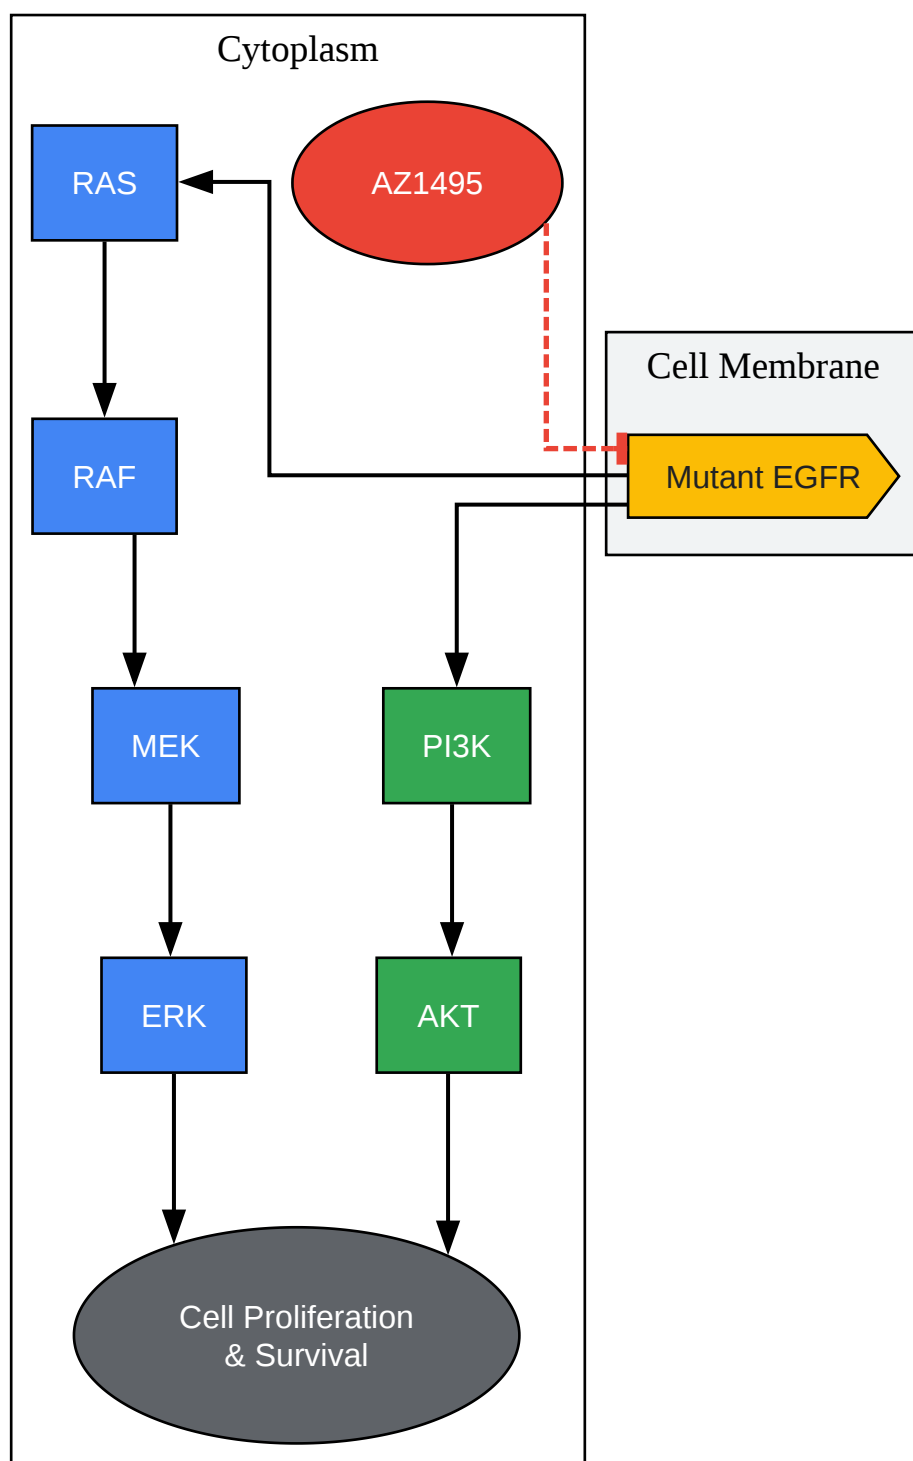 Cytoplasm
RAS
AZ1495
Cell Membrane
RAF
Mutant EGFR
MEK
PI3K
ERK
AKT
Cell Proliferation
& Survival